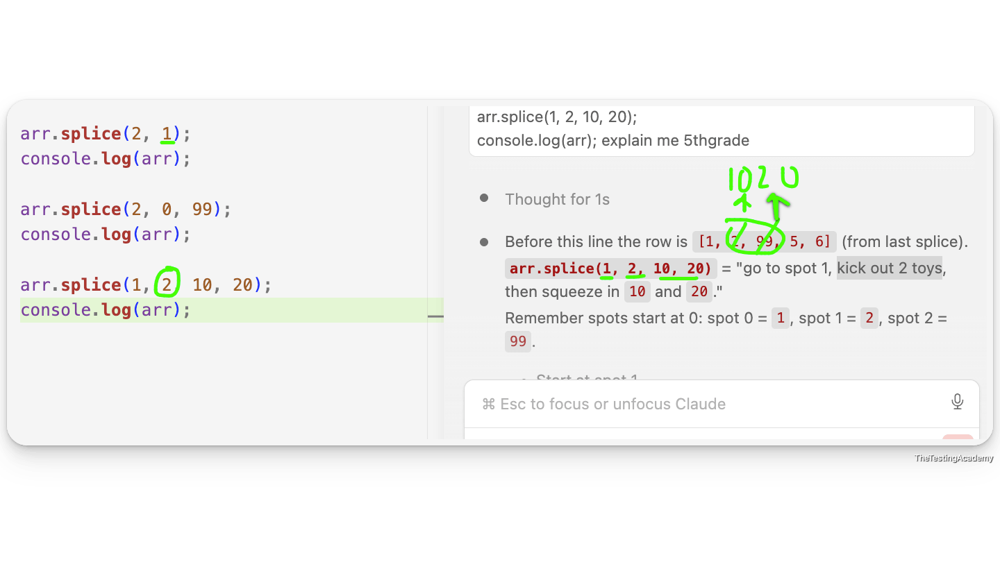 arr.splice(2, 1);
console.log(arr);
arr.splice(2, 0, 99);
console.log(arr);
arr.splice(1, 2, 10, 20);
console.log(arr);
arr.splice(1, 2, 10, 20);
console.log(arr); explain me 5thgrade
10 20
Thought for 1s
Before this line the row is [1, 2, 99, 5, 6] (from last splice).
arr.splice(1, 2, 10, 20) = "go to spot 1, kick out 2 toys,
then squeeze in 10 and 20."
Remember spots start at 0: spot 0 = 1, spot 1 = 2, spot 2 =
99.
Start at spot 1
⌘ Esc to focus or unfocus Claude
TheTestingAcademy